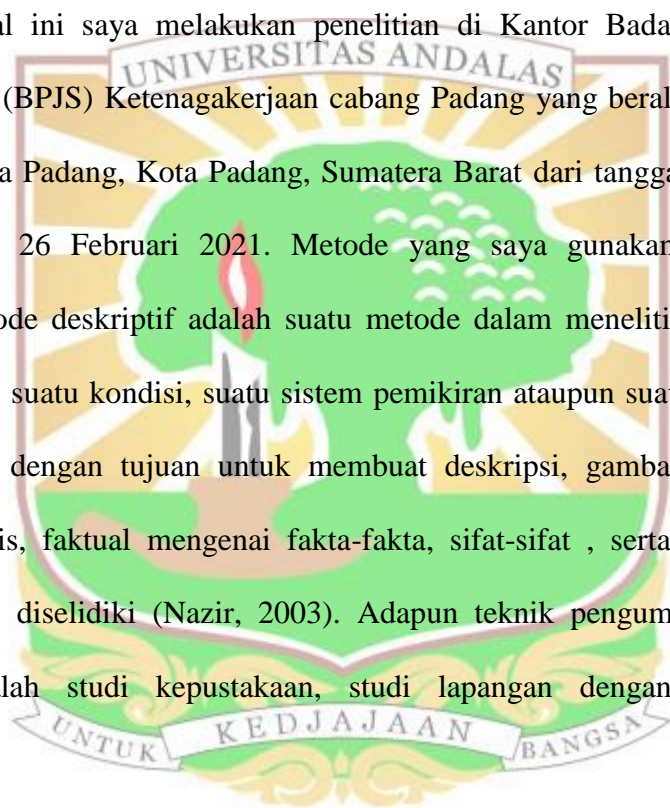 al ini saya melakukan penelitian di Kantor Bada
UNIVERSITAS ANDALAS
(BPJS) Ketenagakerjaan cabang Padang yang beral
a Padang, Kota Padang, Sumatera Barat dari tangga
26 Februari 2021. Metode yang saya gunakan
ode deskriptif adalah suatu metode dalam meneliti
suatu kondisi, suatu sistem pemikiran ataupun suat
dengan tujuan untuk membuat deskripsi, gamba
is, faktual mengenai fakta-fakta, sifat-sifat , serta
diselidiki (Nazir, 2003). Adapun teknik pengum
alah studi kepustakaan, studi lapangan dengan
UNTUK KEDJAJAAN BANGSA